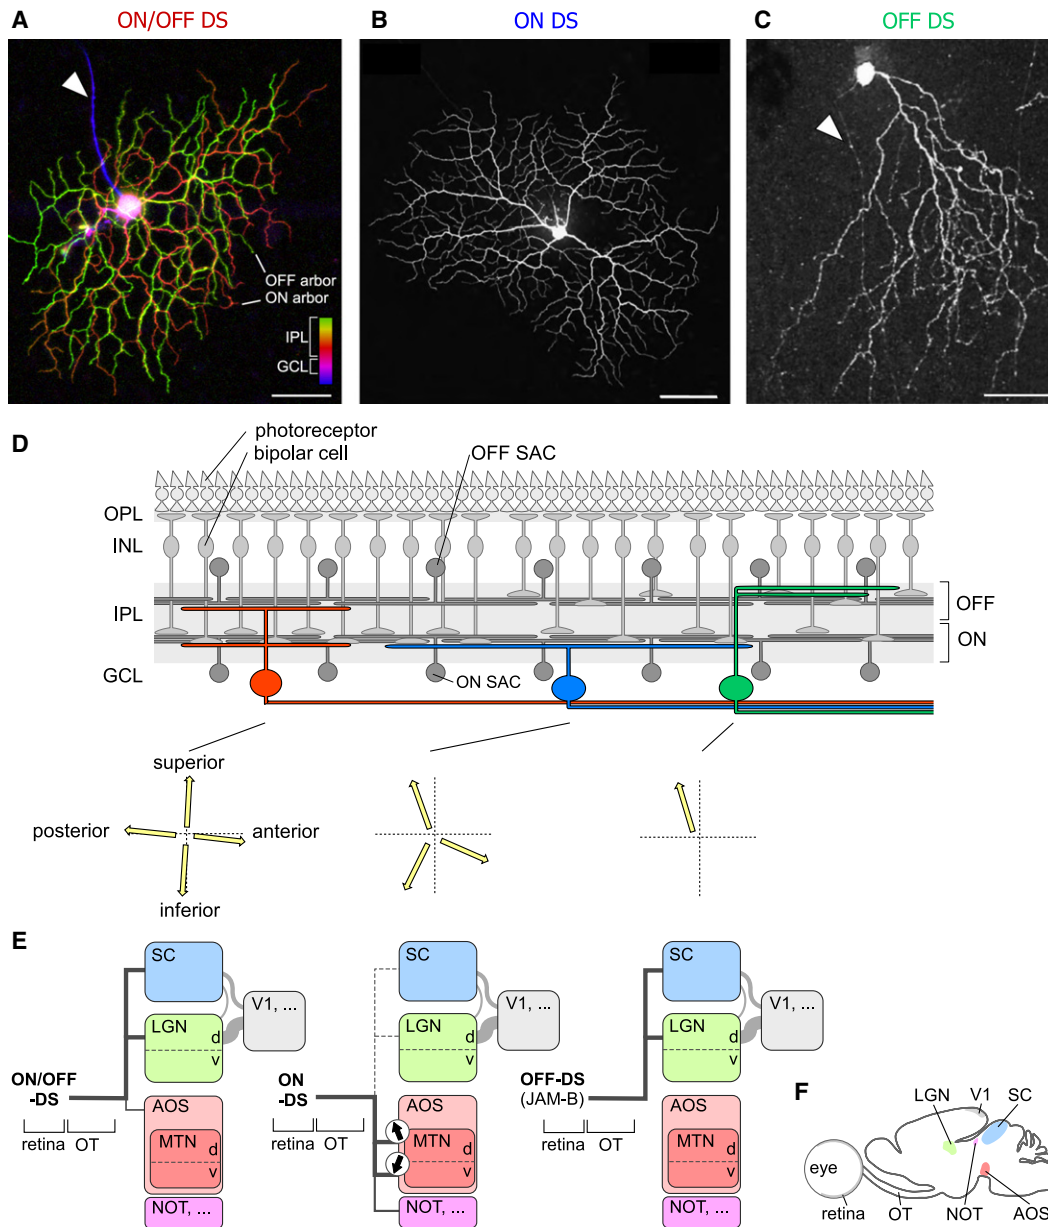 A
ON/OFF DS
OFF arbor
ON arbor
IPL
GCL
B
ON DS
C
OFF DS
D
photoreceptor
bipolar cell
OFF SAC
OPL
INL
IPL
GCL
OFF
ON
ON SAC
superior
posterior
anterior
inferior
E
SC
LGN
d
v
V1, ...
ON/OFF
-DS
retina
OT
AOS
MTN
d
v
NOT, ...
SC
LGN
d
v
V1, ...
ON
-DS
retina
OT
AOS
MTN
d
v
NOT, ...
SC
LGN
d
v
V1, ...
OFF-DS
(JAM-B)
retina
OT
AOS
MTN
d
v
NOT, ...
F
LGN
V1
SC
eye
retina
OT
NOT
AOS